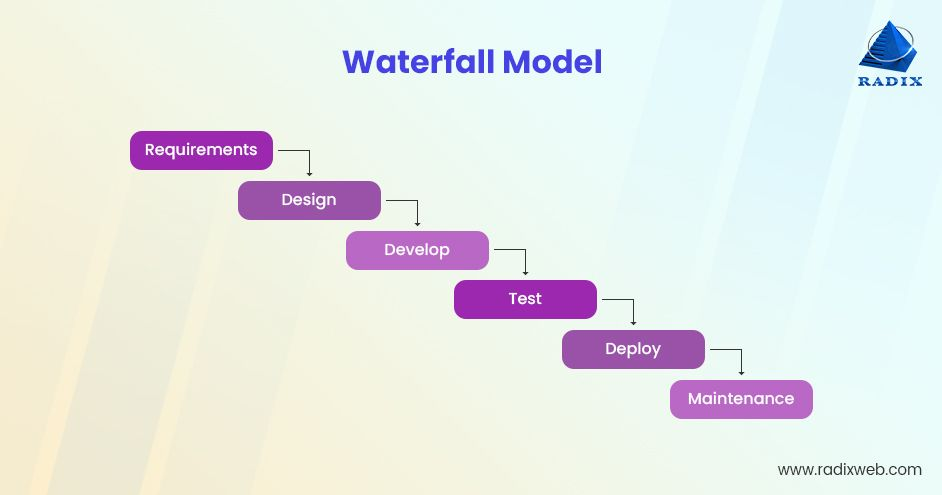 Waterfall Model
RADIX
Requirements
Design
Develop
Test
Deploy
Maintenance
www.radixweb.com